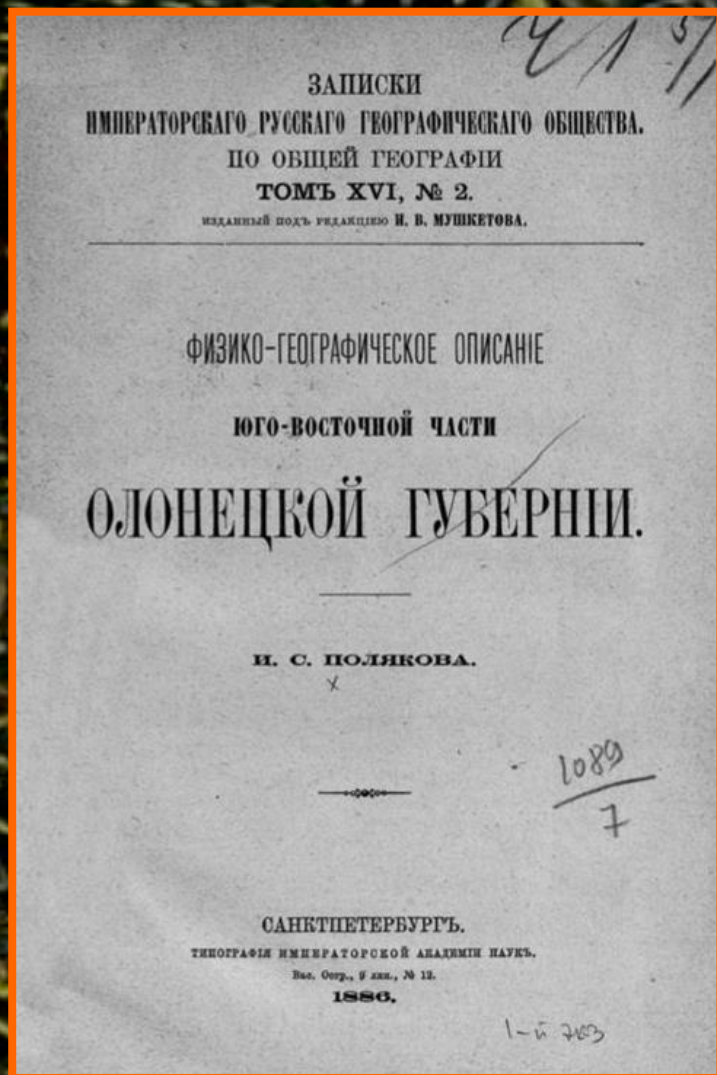 ЗАПИСКИ
ИМПЕРАТОРСКАГО РУССКАГО ГЕОГРАФИЧЕСКАГО ОБЩЕСТВА.
ПО ОБЩЕЙ ГЕОГРАФІИ
ТОМЪ XVI, № 2.
ИЗДАННЫЙ ПОДЪ РЕДАКЦІЕЮ И. В. МУШКЕТОВА.
ФИЗИКО-ГЕОГРАФИЧЕСКОЕ ОПИСАНІЕ
ЮГО-ВОСТОЧНОЙ ЧАСТИ
ОЛОНЕЦКОЙ ГУБЕРНІИ.
И. С. ПОЛЯКОВА.
1089
7
САНКТПЕТЕРБУРГЪ.
ТИПОГРАФІЯ ИМПЕРАТОРСКОЙ АКАДЕМІИ НАУКЪ.
Вас. Остр., 9 лин., № 12.
1886.
1-й экз